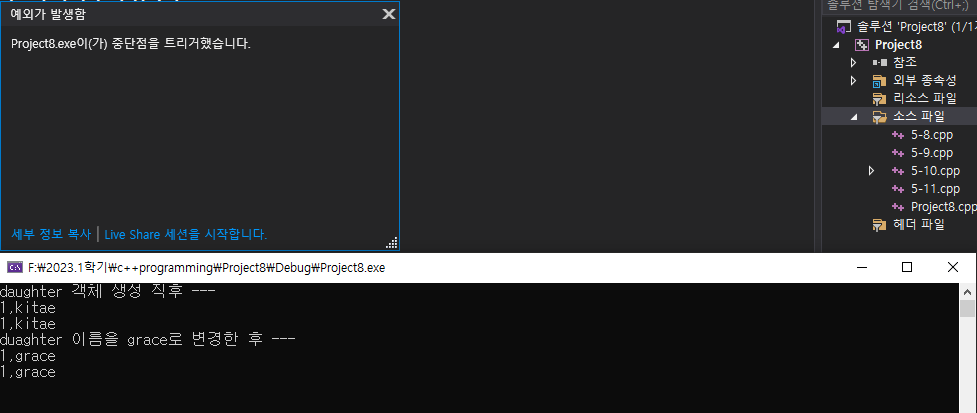 예외가 발생함
Project8.exe이(가) 중단점을 트리거했습니다.
세부 정보 복사 | Live Share 세션을 시작합니다.
솔루션 탐색기 검색(Ctrl+;)
솔루션 'Project8' (1/1
Project8
참조
외부 종속성
리소스 파일
소스 파일
5-8.cpp
5-9.cpp
5-10.cpp
5-11.cpp
Project8.cpp
헤더 파일
F:₩2023.1학기₩c++programming₩Project8₩Debug₩Project8.exe
daughter 객체 생성 직후 ---
1,kitae
1,kitae
duaghter 이름을 grace로 변경한 후 ---
1,grace
1,grace